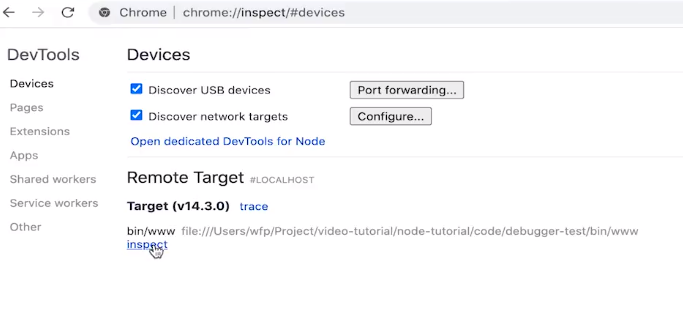 Chrome chrome://inspect/#devices
DevTools
Devices
Pages
Extensions
Apps
Shared workers
Service workers
Other
Devices
Discover USB devices Port forwarding...
Discover network targets Configure...
Open dedicated DevTools for Node
Remote Target #LOCALHOST
Target (v14.3.0) trace
bin/www file:///Users/wfp/Project/video-tutorial/node-tutorial/code/debugger-test/bin/www
inspect